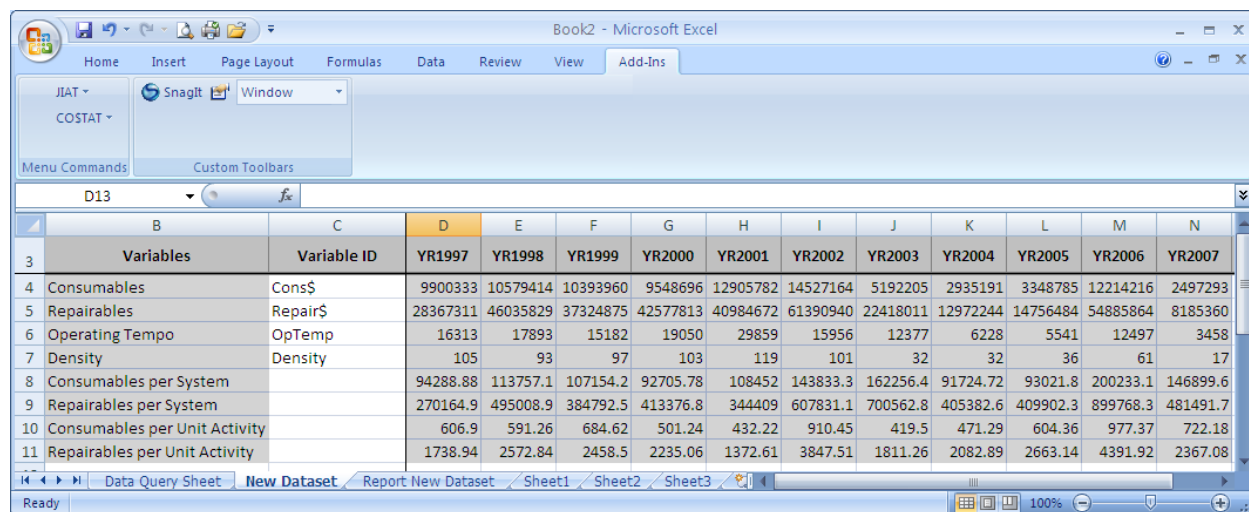 Book2 - Microsoft Excel
Home Insert Page Layout Formulas Data Review View Add-Ins
JIAT SnagIt Window
CO$TAT
Menu Commands Custom Toolbars
D13 fx
B C D E F G H I J K L M N
3 Variables Variable ID YR1997 YR1998 YR1999 YR2000 YR2001 YR2002 YR2003 YR2004 YR2005 YR2006 YR2007
4 Consumables Cons$ 9900333 10579414 10393960 9548696 12905782 14527164 5192205 2935191 3348785 12214216 2497293
5 Repairables Repair$ 28367311 46035829 37324875 42577813 40984672 61390940 22418011 12972244 14756484 54885864 8185360
6 Operating Tempo OpTemp 16313 17893 15182 19050 29859 15956 12377 6228 5541 12497 3458
7 Density Density 105 93 97 103 119 101 32 32 36 61 17
8 Consumables per System 94288.88 113757.1 107154.2 92705.78 108452 143833.3 162256.4 91724.72 93021.8 200233.1 146899.6
9 Repairables per System 270164.9 495008.9 384792.5 413376.8 344409 607831.1 700562.8 405382.6 409902.3 899768.3 481491.7
10 Consumables per Unit Activity 606.9 591.26 684.62 501.24 432.22 910.45 419.5 471.29 604.36 977.37 722.18
11 Repairables per Unit Activity 1738.94 2572.84 2458.5 2235.06 1372.61 3847.51 1811.26 2082.89 2663.14 4391.92 2367.08
Data Query Sheet New Dataset Report New Dataset Sheet1 Sheet2 Sheet3
Ready 100%